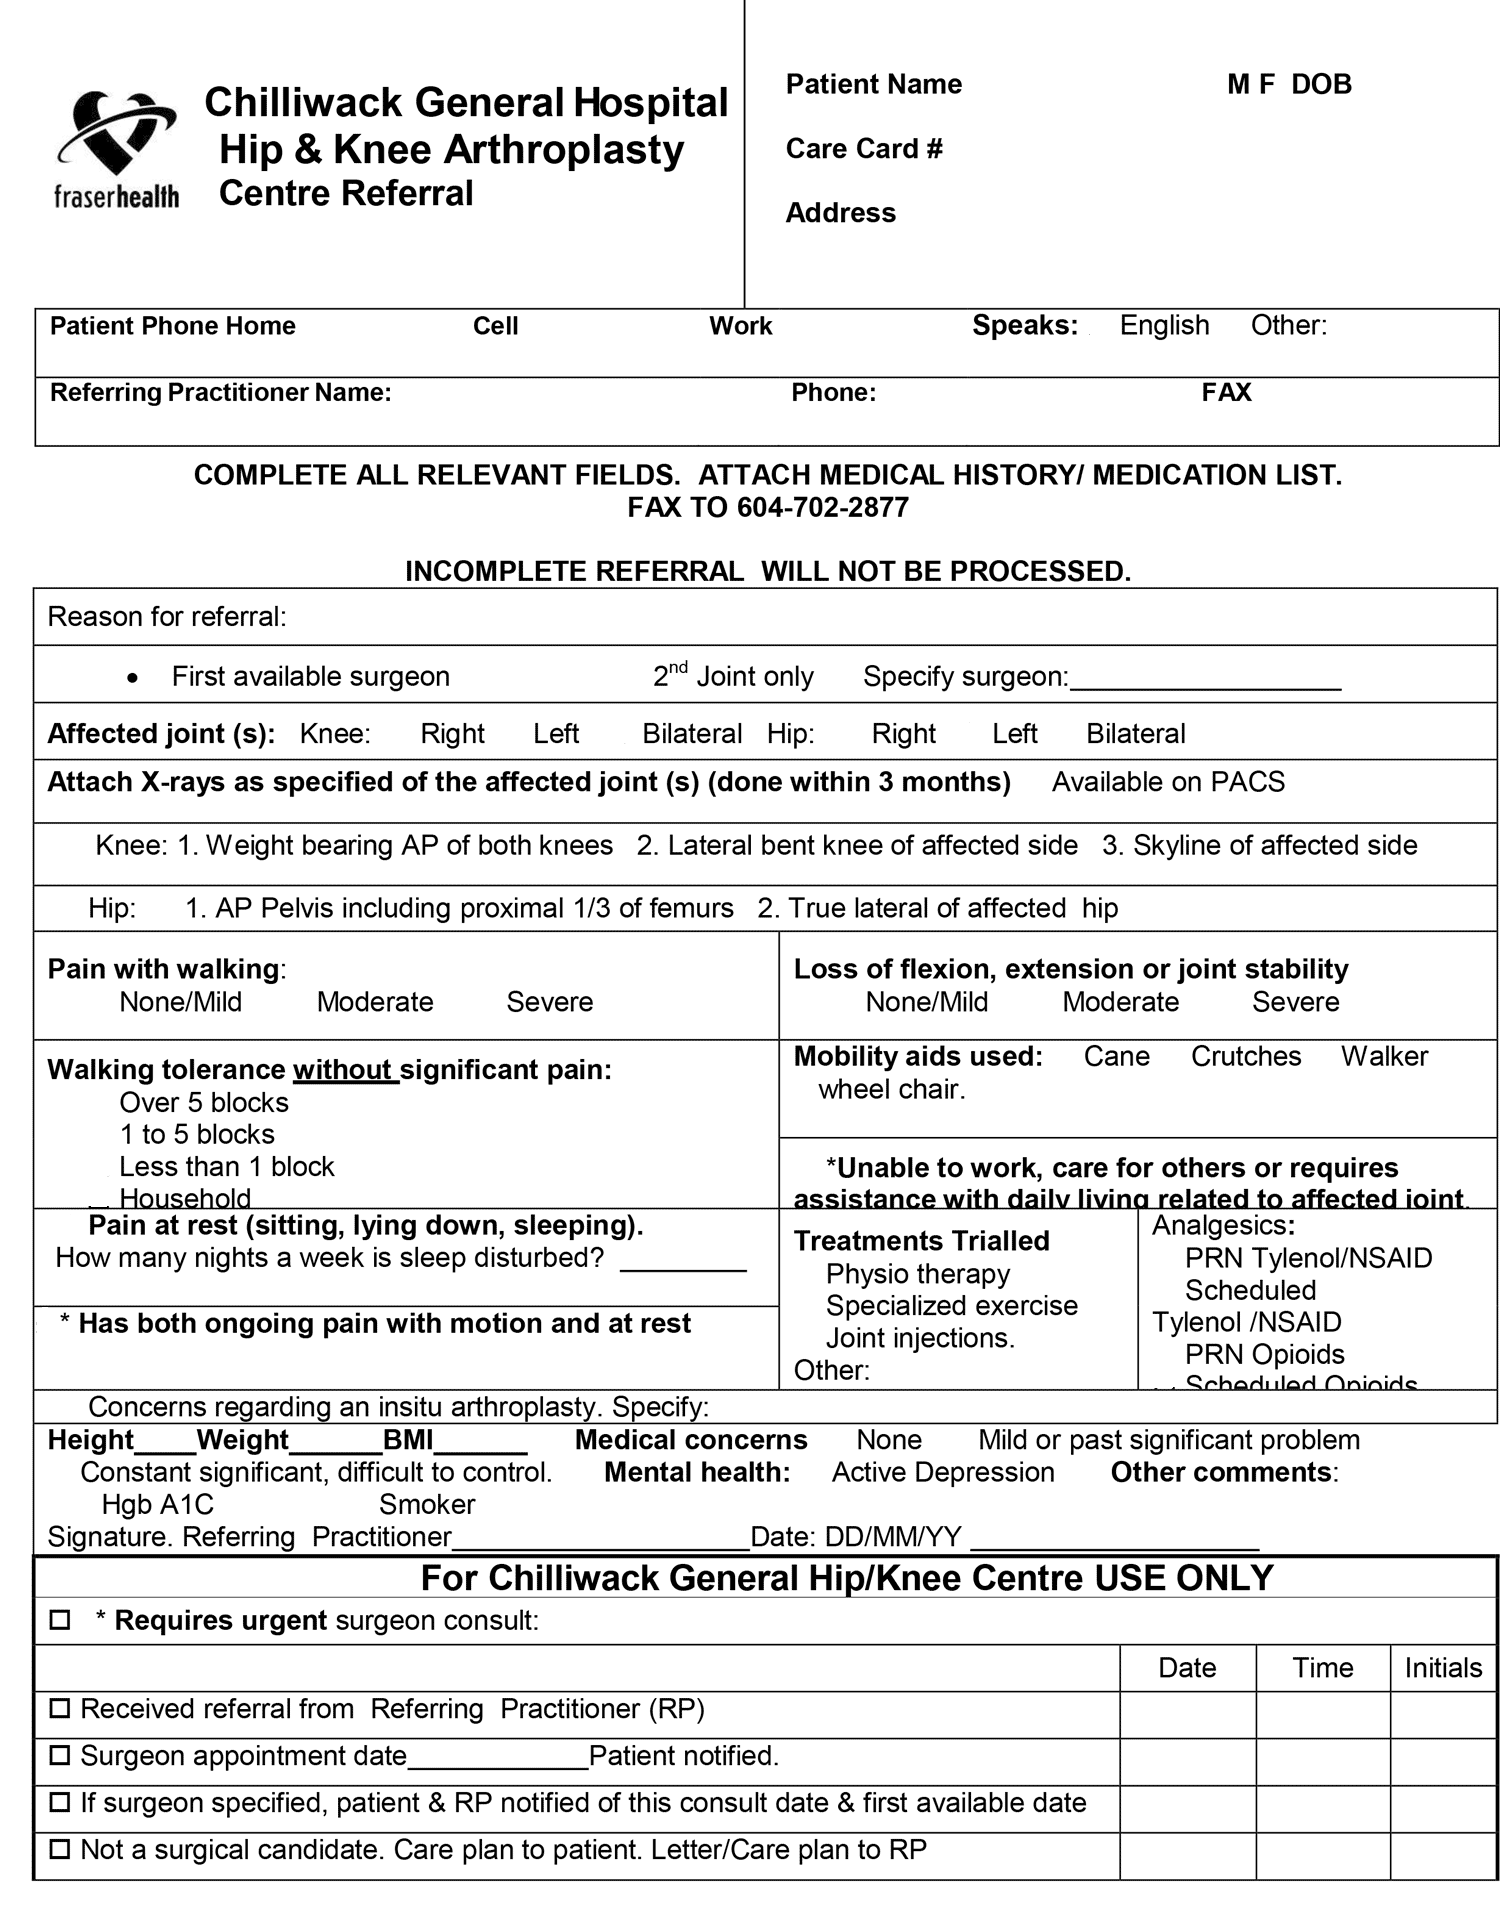 Chilliwack General Hospital
Hip & Knee Arthroplasty
Centre Referral
fraserhealth
Patient Name M F DOB
Care Card #
Address
Patient Phone Home Cell Work Speaks: English Other:
Referring Practitioner Name: Phone: FAX
COMPLETE ALL RELEVANT FIELDS. ATTACH MEDICAL HISTORY/ MEDICATION LIST.
FAX TO 604-702-2877
INCOMPLETE REFERRAL WILL NOT BE PROCESSED.
Reason for referral:
• First available surgeon 2nd Joint only Specify surgeon:__________________
Affected joint (s): Knee: Right Left Bilateral Hip: Right Left Bilateral
Attach X-rays as specified of the affected joint (s) (done within 3 months) Available on PACS
Knee: 1. Weight bearing AP of both knees 2. Lateral bent knee of affected side 3. Skyline of affected side
Hip: 1. AP Pelvis including proximal 1/3 of femurs 2. True lateral of affected hip
Pain with walking:
None/Mild Moderate Severe
Loss of flexion, extension or joint stability
None/Mild Moderate Severe
Walking tolerance without significant pain:
Over 5 blocks
1 to 5 blocks
Less than 1 block
Household
Mobility aids used: Cane Crutches Walker
wheel chair.
*Unable to work, care for others or requires
assistance with daily living related to affected joint.
Pain at rest (sitting, lying down, sleeping).
How many nights a week is sleep disturbed? ________
* Has both ongoing pain with motion and at rest
Treatments Trialled
Physio therapy
Specialized exercise
Joint injections.
Other:
Analgesics:
PRN Tylenol/NSAID
Scheduled
Tylenol /NSAID
PRN Opioids
Scheduled Opioids
Concerns regarding an insitu arthroplasty. Specify:
Height____Weight______BMI______ Medical concerns None Mild or past significant problem
Constant significant, difficult to control. Mental health: Active Depression Other comments:
Hgb A1C Smoker
Signature. Referring Practitioner____________________Date: DD/MM/YY ___________________
For Chilliwack General Hip/Knee Centre USE ONLY
☐ * Requires urgent surgeon consult:
Date Time Initials
☐ Received referral from Referring Practitioner (RP)
☐ Surgeon appointment date____________Patient notified.
☐ If surgeon specified, patient & RP notified of this consult date & first available date
☐ Not a surgical candidate. Care plan to patient. Letter/Care plan to RP